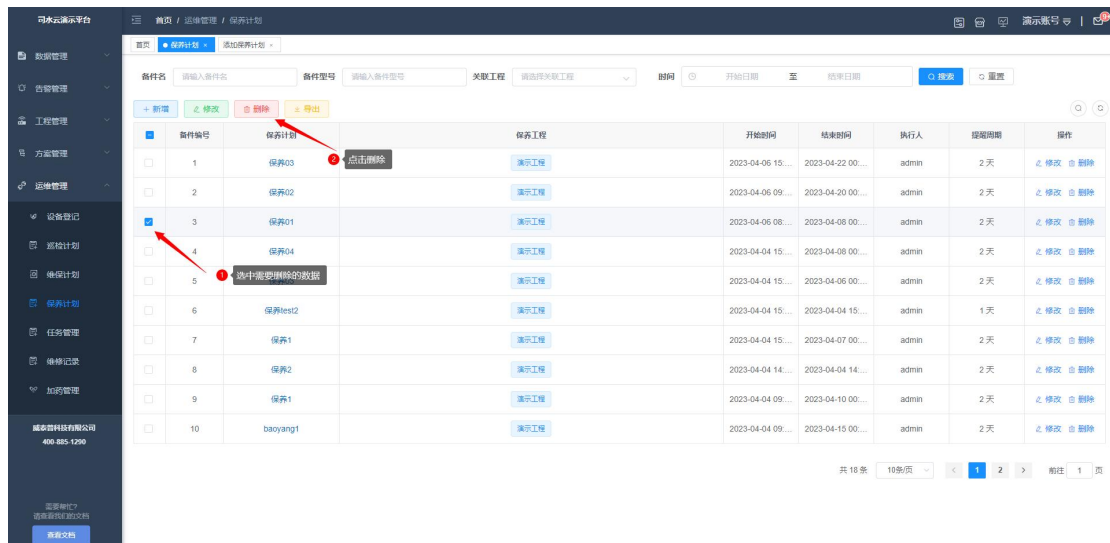 司水云演示平台
首页 / 运维管理 / 保养计划
演示账号
9+
首页 保养计划 × 添加保养计划 ×
数据管理
告警管理
工程管理
方案管理
运维管理
设备登记
巡检计划
维保计划
保养计划
任务管理
维修记录
加药管理
威泰普科技有限公司
400-885-1290
需要帮忙?
请查看我们的文档
查看文档
备件名 请输入备件名 备件型号 请输入备件型号 关联工程 请选择关联工程 时间 开始日期 至 结束日期 搜索 重置
+ 新增 修改 删除 导出
备件编号 保养计划 保养工程 开始时间 结束时间 执行人 提醒周期 操作
1 保养03 演示工程 2023-04-06 15:... 2023-04-22 00:... admin 2天 修改 删除
2 点击删除
2 保养02 演示工程 2023-04-06 09:... 2023-04-20 00:... admin 2天 修改 删除
3 保养01 演示工程 2023-04-06 08:... 2023-04-08 00:... admin 2天 修改 删除
4 保养04 演示工程 2023-04-04 15:... 2023-04-08 00:... admin 2天 修改 删除
1 选中需要删除的数据
5 演示工程 2023-04-04 15:... 2023-04-06 00:... admin 2天 修改 删除
6 保养test2 演示工程 2023-04-04 15:... 2023-04-04 15:... admin 1天 修改 删除
7 保养1 演示工程 2023-04-04 15:... 2023-04-07 00:... admin 2天 修改 删除
8 保养2 演示工程 2023-04-04 14:... 2023-04-04 14:... admin 2天 修改 删除
9 保养1 演示工程 2023-04-04 09:... 2023-04-10 00:... admin 2天 修改 删除
10 baoyang1 演示工程 2023-04-04 09:... 2023-04-15 00:... admin 2天 修改 删除
共 18 条 10条/页 < 1 2 > 前往 1 页